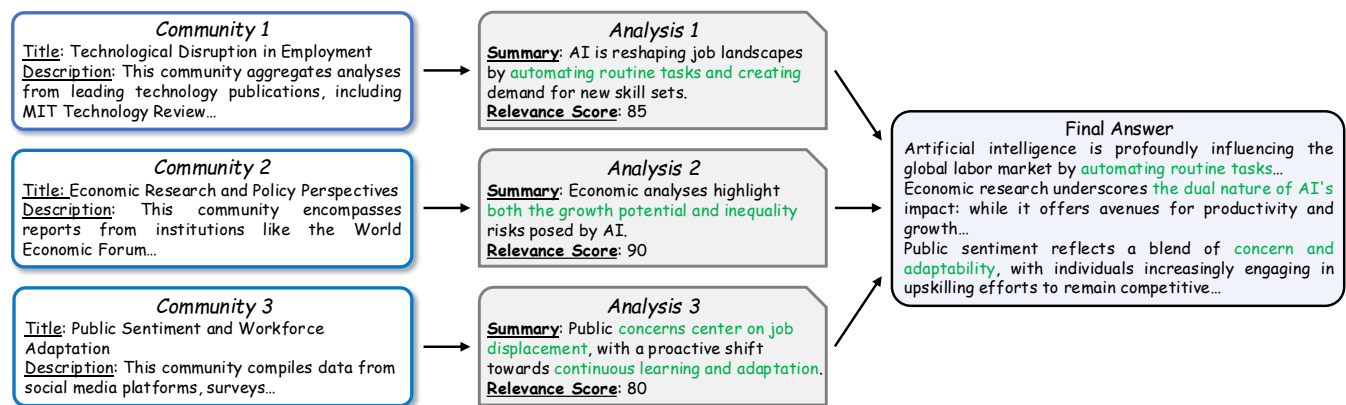 Community 1
Title: Technological Disruption in Employment
Description: This community aggregates analyses
from leading technology publications, including
MIT Technology Review…
Analysis 1
Summary: AI is reshaping job landscapes
by automating routine tasks and creating
demand for new skill sets.
Relevance Score: 85
Community 2
Title: Economic Research and Policy Perspectives
Description: This community encompasses
reports from institutions like the World
Economic Forum…
Analysis 2
Summary: Economic analyses highlight
both the growth potential and inequality
risks posed by AI.
Relevance Score: 90
Community 3
Title: Public Sentiment and Workforce
Adaptation
Description: This community compiles data from
social media platforms, surveys…
Analysis 3
Summary: Public concerns center on job
displacement, with a proactive shift
towards continuous learning and adaptation.
Relevance Score: 80
Final Answer
Artificial intelligence is profoundly influencing the
global labor market by automating routine tasks…
Economic research underscores the dual nature of AI's
impact: while it offers avenues for productivity and
growth…
Public sentiment reflects a blend of concern and
adaptability, with individuals increasingly engaging in
upskilling efforts to remain competitive…